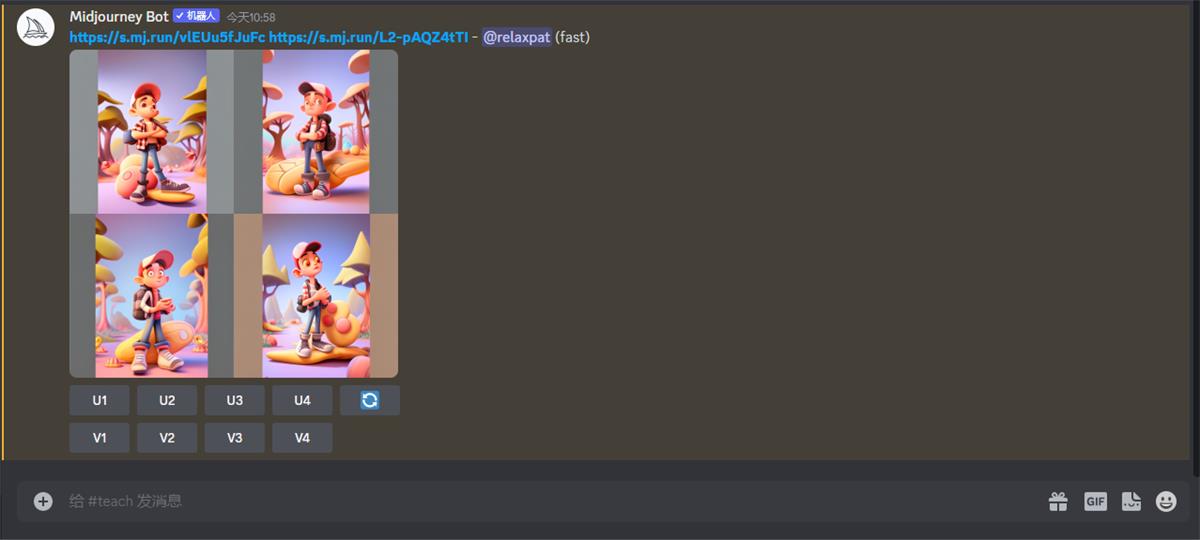 Midjourney Bot ✓机器人 今天10:58
https://s.mj.run/vlEUu5fJuFc https://s.mj.run/L2-pAQZ4tTI - @relaxpat (fast)
U1 U2 U3 U4
V1 V2 V3 V4
给 #teach 发消息 GIF